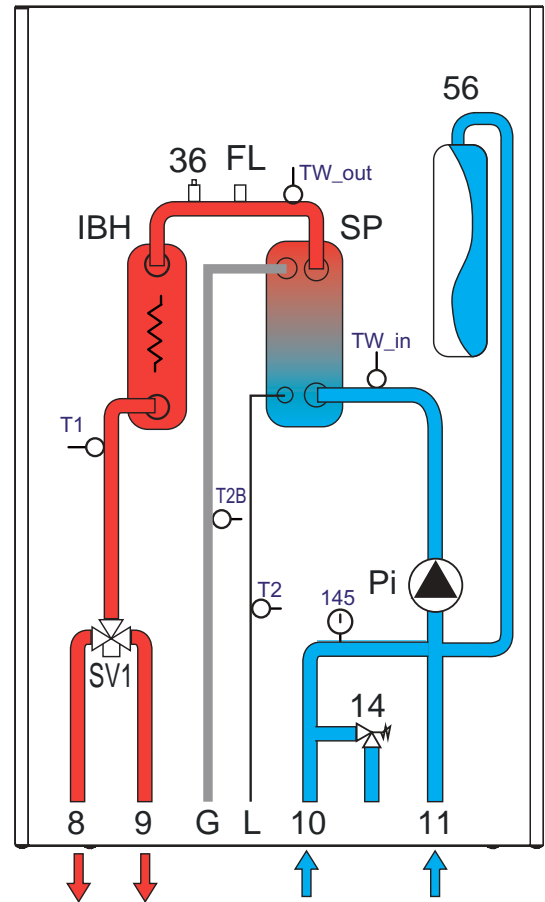 56
36 FL TW_out
IBH SP
TW_in
T1
T2B
T2 145 Pi
SV1 14
8 9 G L 10 11